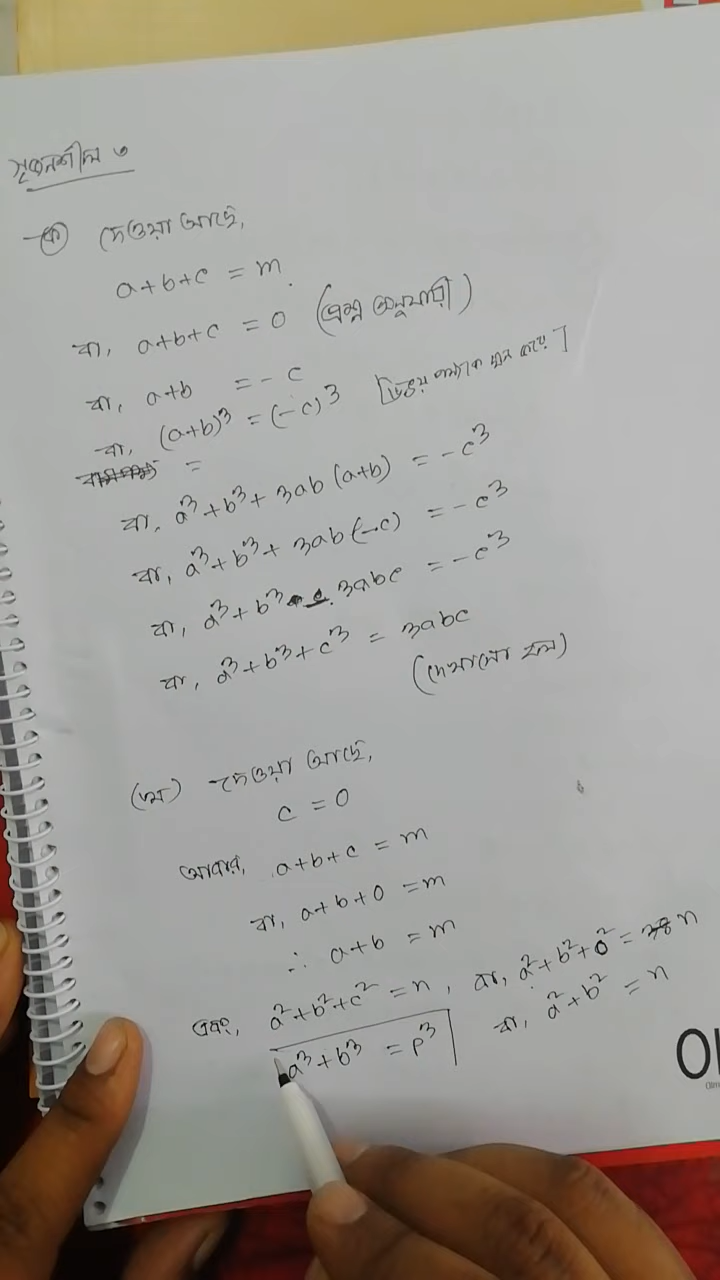 সৃজনশীল ৩
(ক) দেওয়া আছে,
a+b+c = m
বা, a+b+c = 0 (প্রশ্ন অনুযায়ী)
বা, a+b = -c
বা, (a+b)³ = (-c)³ [উভয় পক্ষকে ঘন করে]
=
বা, a³+b³+3ab(a+b) = -c³
বা, a³+b³+3ab(-c) = -c³
বা, a³+b³-3abc = -c³
বা, a³+b³+c³ = 3abc
(দেখানো হল)
(খ) দেওয়া আছে,
c = 0
আবার, a+b+c = m
বা, a+b+0 = m
∴ a+b = m
এবং, a²+b²+c² = n, বা, a²+b²+0² = n
বা, a²+b² = n
a³+b³ = p³
Ol